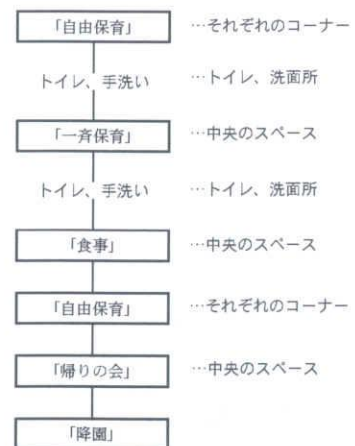 「自由保育」 …それぞれのコーナー
トイレ、手洗い …トイレ、洗面所
「一斉保育」 …中央のスペース
トイレ、手洗い …トイレ、洗面所
「食事」 …中央のスペース
「自由保育」 …それぞれのコーナー
「帰りの会」 …中央のスペース
「降園」